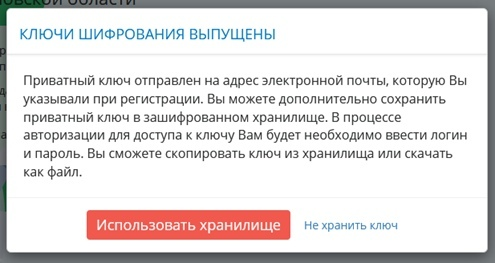 овской области
КЛЮЧИ ШИФРОВАНИЯ ВЫПУЩЕНЫ
Приватный ключ отправлен на адрес электронной почты, которую Вы
указывали при регистрации. Вы можете дополнительно сохранить
приватный ключ в зашифрованном хранилище. В процессе
авторизации для доступа к ключу Вам будет необходимо ввести логин
и пароль. Вы сможете скопировать ключ из хранилища или скачать
как файл.
Использовать хранилище Не хранить ключ